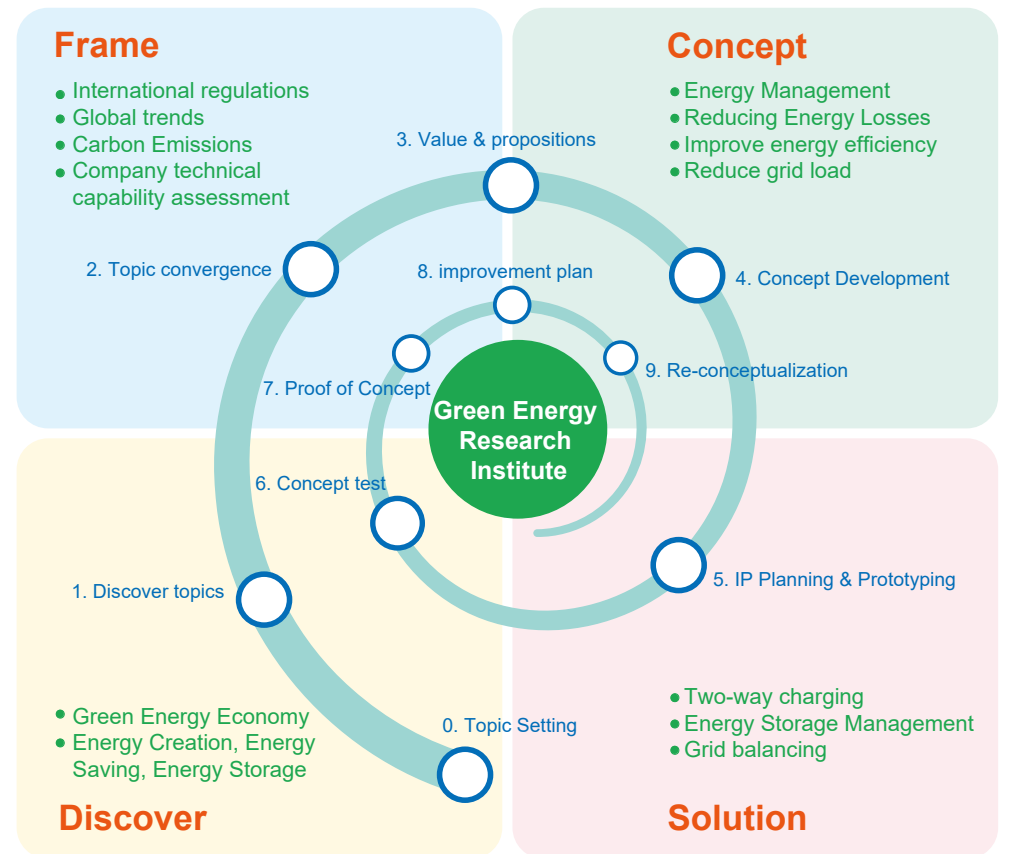 Frame
International regulations
Global trends
Carbon Emissions
Company technical
capability assessment
Concept
Energy Management
Reducing Energy Losses
Improve energy efficiency
Reduce grid load
3. Value & propositions
2. Topic convergence
8. improvement plan
4. Concept Development
7. Proof of Concept
9. Re-conceptualization
Green Energy
Research
Institute
6. Concept test
1. Discover topics
5. IP Planning & Prototyping
0. Topic Setting
Green Energy Economy
Energy Creation, Energy
Saving, Energy Storage
Discover
Two-way charging
Energy Storage Management
Grid balancing
Solution